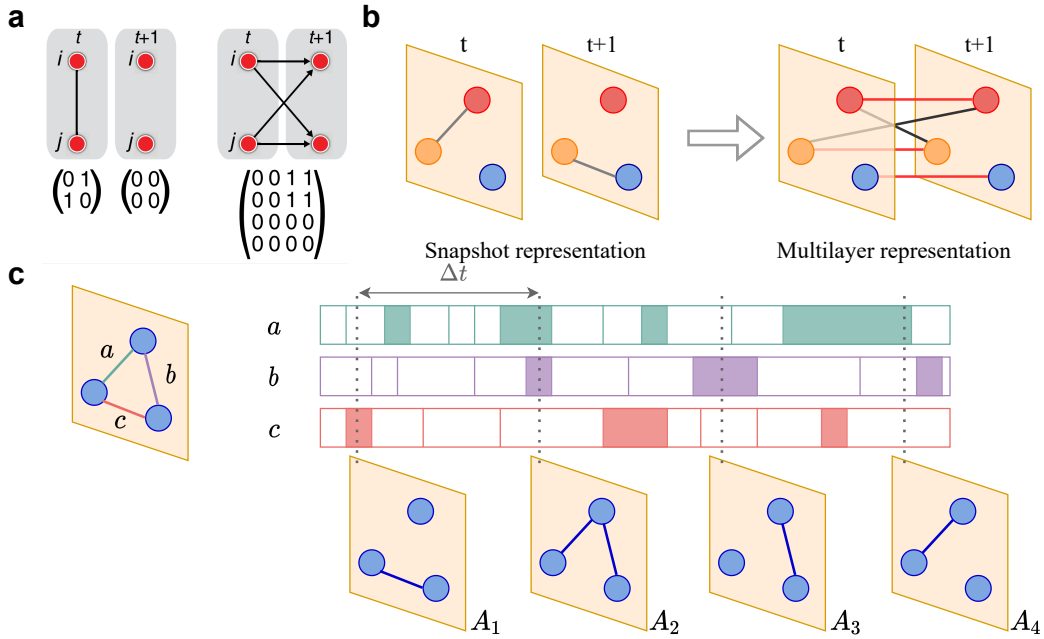 a
t t+1 t t+1
i i i
j j j
(0 1
1 0) (0 0
0 0)
(0 0 1 1
0 0 1 1
0 0 0 0
0 0 0 0)
b
t t+1 t t+1
Snapshot representation Multilayer representation
c
Δt
a
b
c
a
b
c
A₁ A₂ A₃ A₄